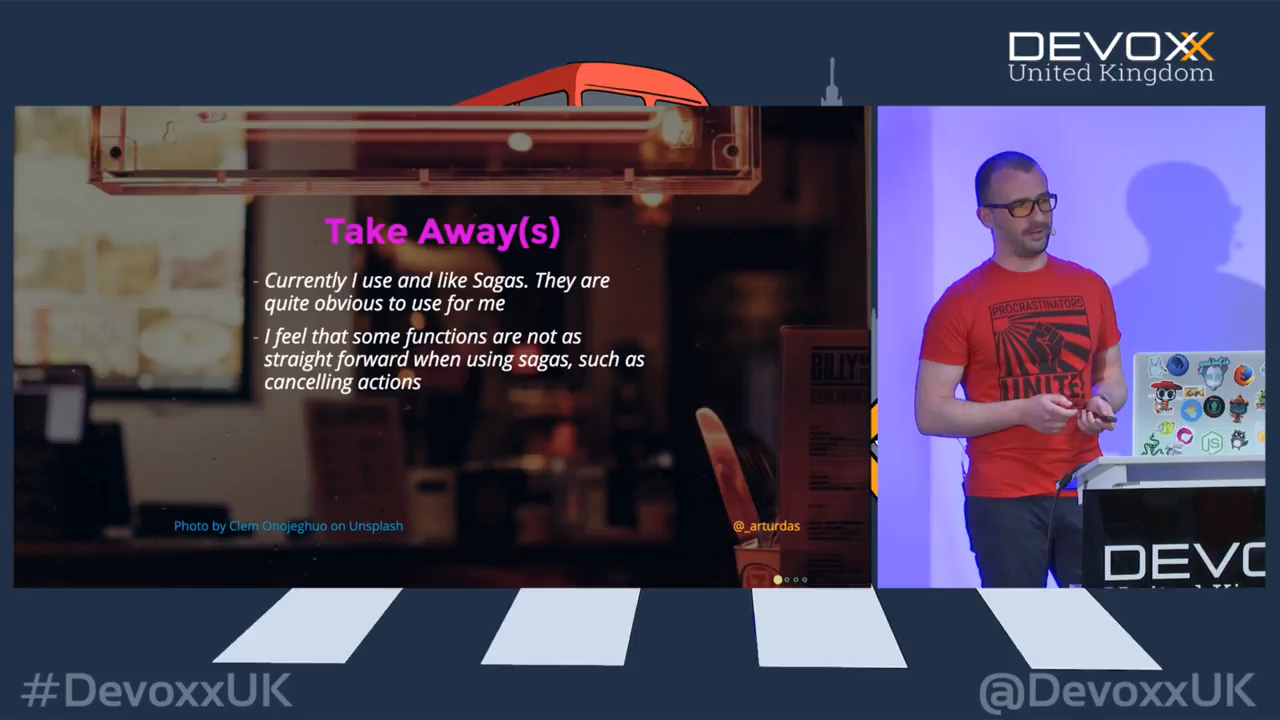 DEVOXX
United Kingdom
Take Away(s)
- Currently I use and like Sagas. They are
quite obvious to use for me
- I feel that some functions are not as
straight forward when using sagas, such as
cancelling actions
Photo by Clem Onojeghuo on Unsplash
@_arturdas
PROCRASTINATORS
UNITE!
JS
DEVO
#DevoxxUK
@DevoxxUK